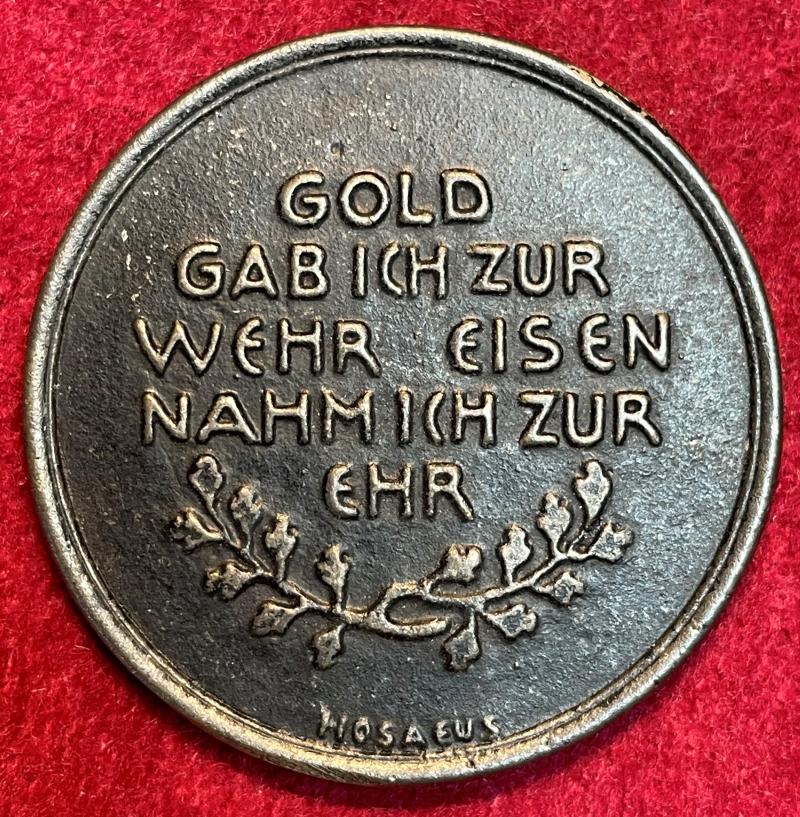 GOLD
GAB ICH ZUR
WEHR EISEN
NAHM ICH ZUR
EHR
HOSAEUS